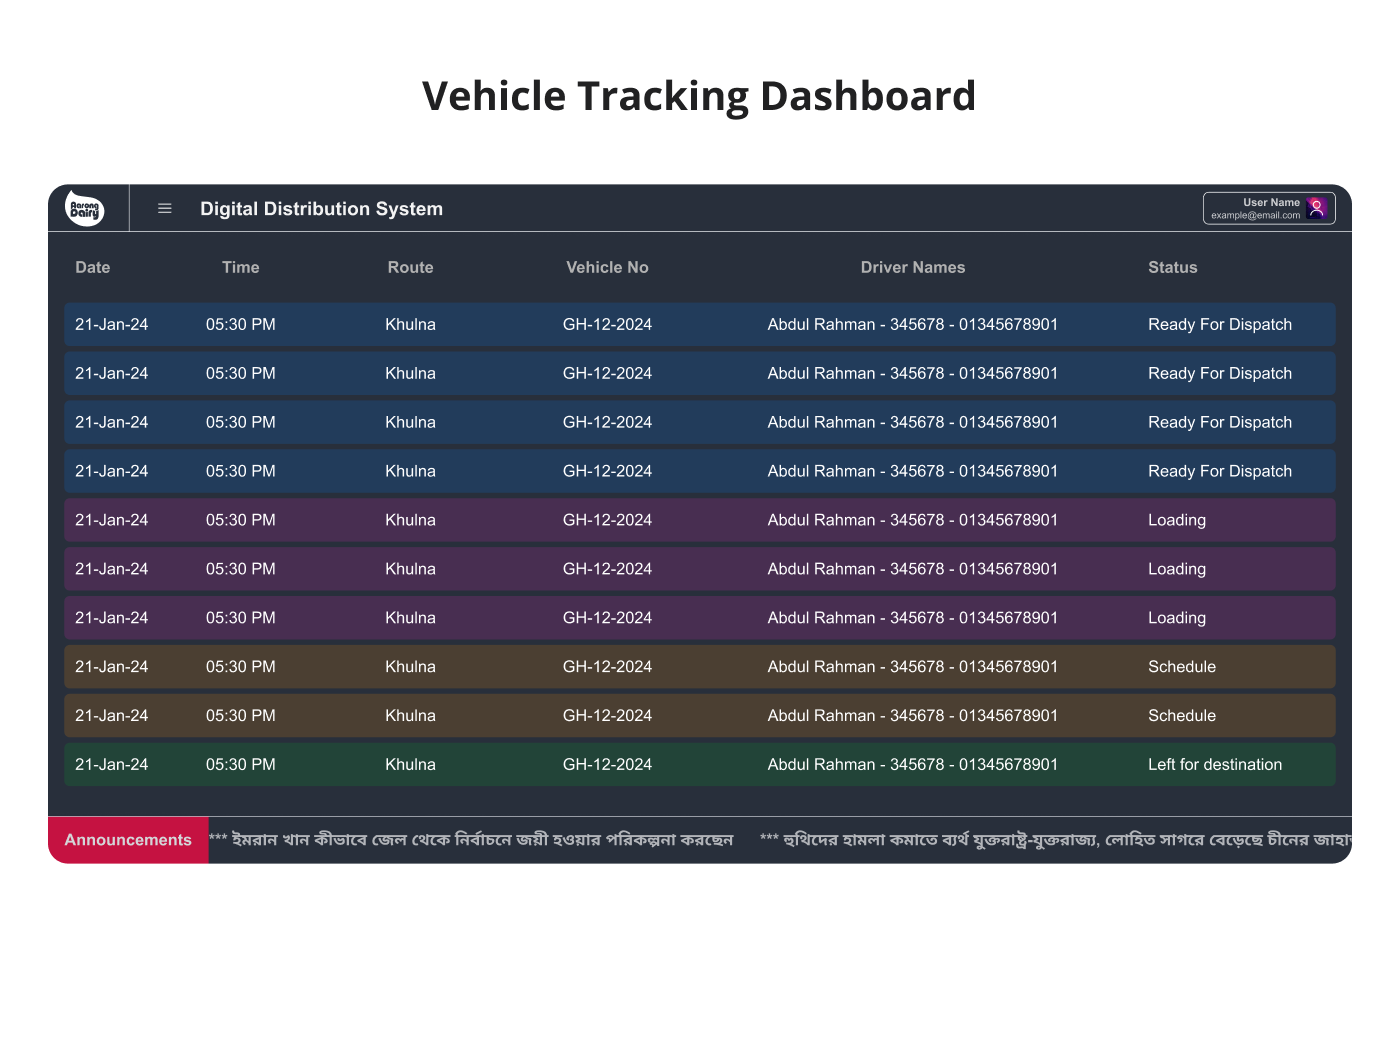 Vehicle Tracking Dashboard
Aarong
Dairy
Digital Distribution System
User Name
example@email.com
Date Time Route Vehicle No Driver Names Status
21-Jan-24 05:30 PM Khulna GH-12-2024 Abdul Rahman - 345678 - 01345678901 Ready For Dispatch
21-Jan-24 05:30 PM Khulna GH-12-2024 Abdul Rahman - 345678 - 01345678901 Ready For Dispatch
21-Jan-24 05:30 PM Khulna GH-12-2024 Abdul Rahman - 345678 - 01345678901 Ready For Dispatch
21-Jan-24 05:30 PM Khulna GH-12-2024 Abdul Rahman - 345678 - 01345678901 Ready For Dispatch
21-Jan-24 05:30 PM Khulna GH-12-2024 Abdul Rahman - 345678 - 01345678901 Loading
21-Jan-24 05:30 PM Khulna GH-12-2024 Abdul Rahman - 345678 - 01345678901 Loading
21-Jan-24 05:30 PM Khulna GH-12-2024 Abdul Rahman - 345678 - 01345678901 Loading
21-Jan-24 05:30 PM Khulna GH-12-2024 Abdul Rahman - 345678 - 01345678901 Schedule
21-Jan-24 05:30 PM Khulna GH-12-2024 Abdul Rahman - 345678 - 01345678901 Schedule
21-Jan-24 05:30 PM Khulna GH-12-2024 Abdul Rahman - 345678 - 01345678901 Left for destination
Announcements *** ইমরান খান কীভাবে জেল থেকে নির্বাচনে জয়ী হওয়ার পরিকল্পনা করছেন *** হুথিদের হামলা কমাতে ব্যর্থ যুক্তরাষ্ট্র-যুক্তরাজ্য, লোহিত সাগরে বেড়েছে চীনের